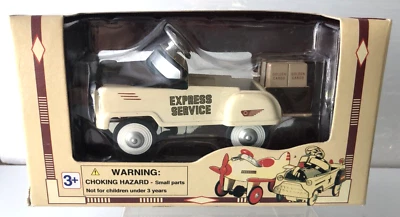 EXPRESS
SERVICE
3+
WARNING:
CHOKING HAZARD - Small parts
Not for children under 3 years